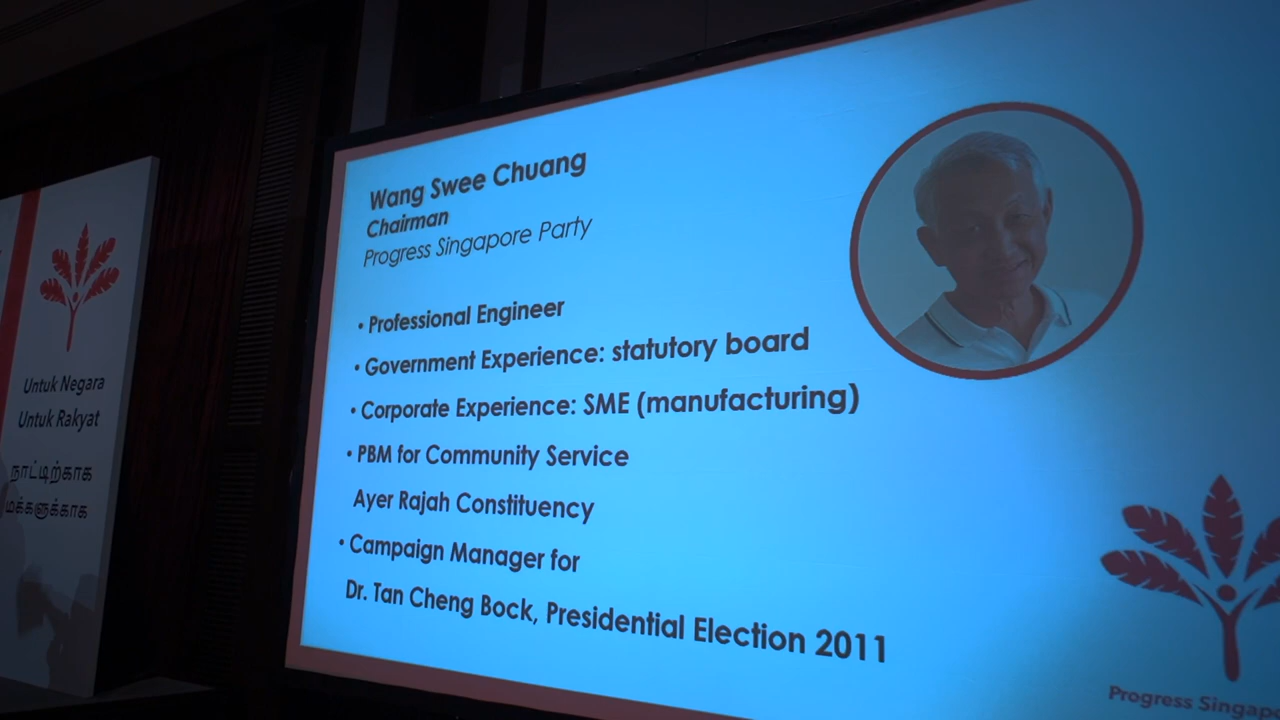 Wang Swee Chuang
Chairman
Progress Singapore Party
• Professional Engineer
• Government Experience: statutory board
• Corporate Experience: SME (manufacturing)
• PBM for Community Service
Ayer Rajah Constituency
• Campaign Manager for
Dr. Tan Cheng Bock, Presidential Election 2011
Progress Singapo
Untuk Negara
Untuk Rakyat
நாட்டிற்காக
மக்களுக்காக